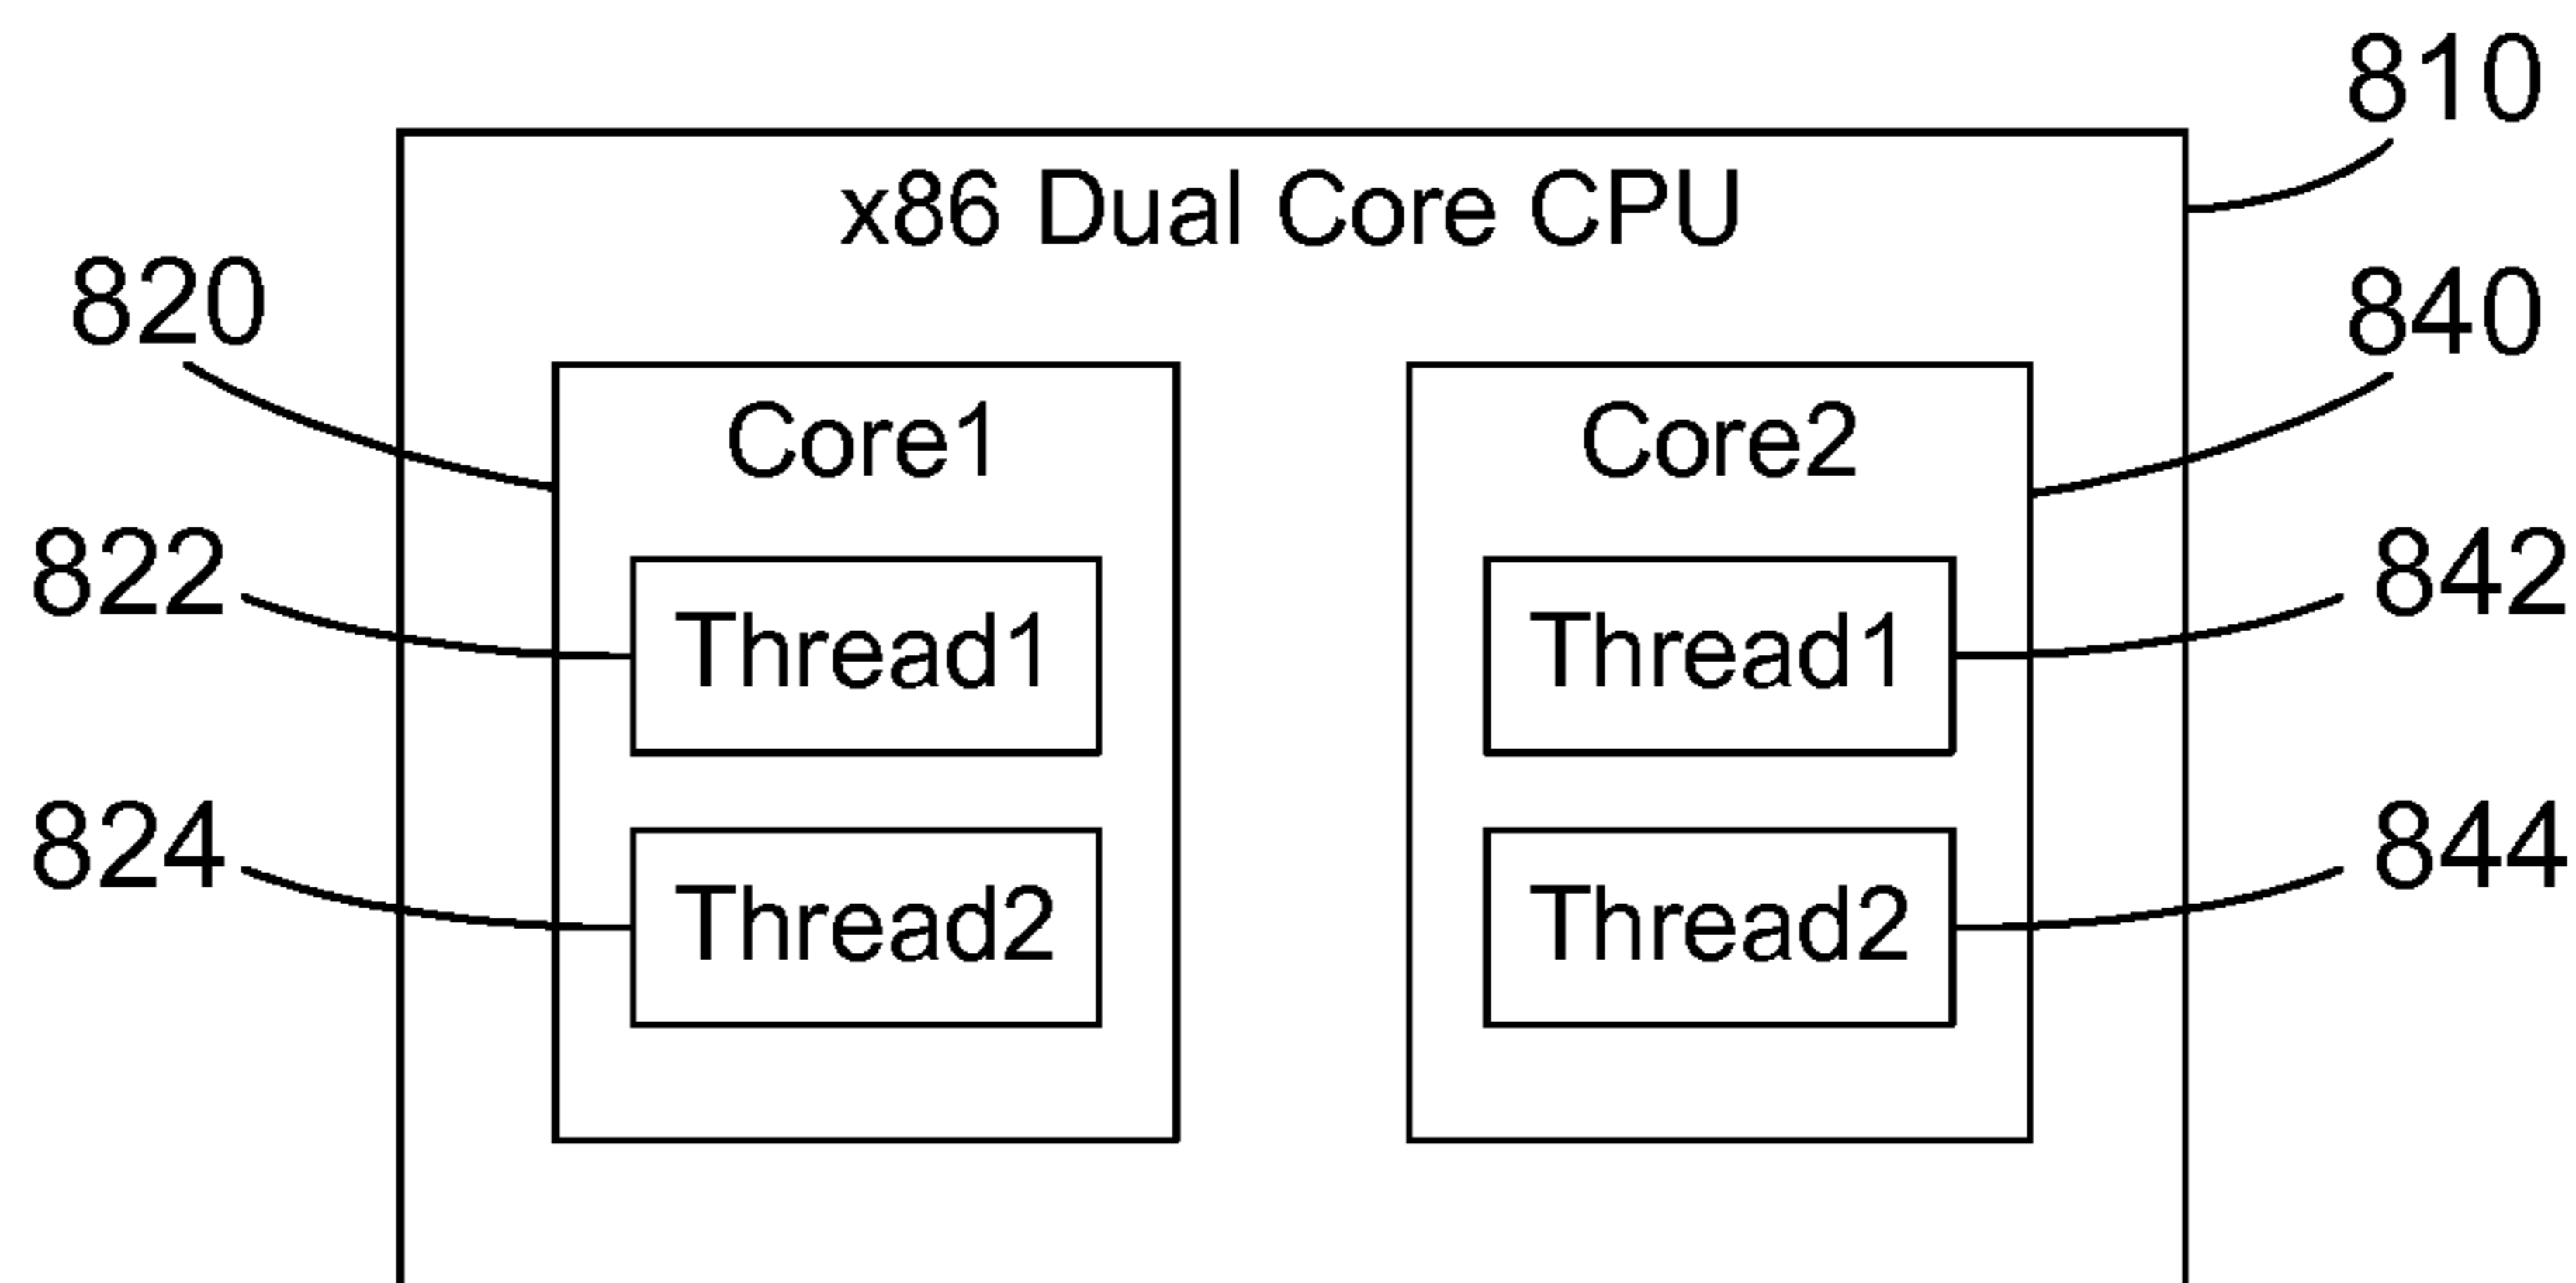 810
x86 Dual Core CPU
820
840
Core1
Core2
822
Thread1
Thread1
842
824
Thread2
Thread2
844